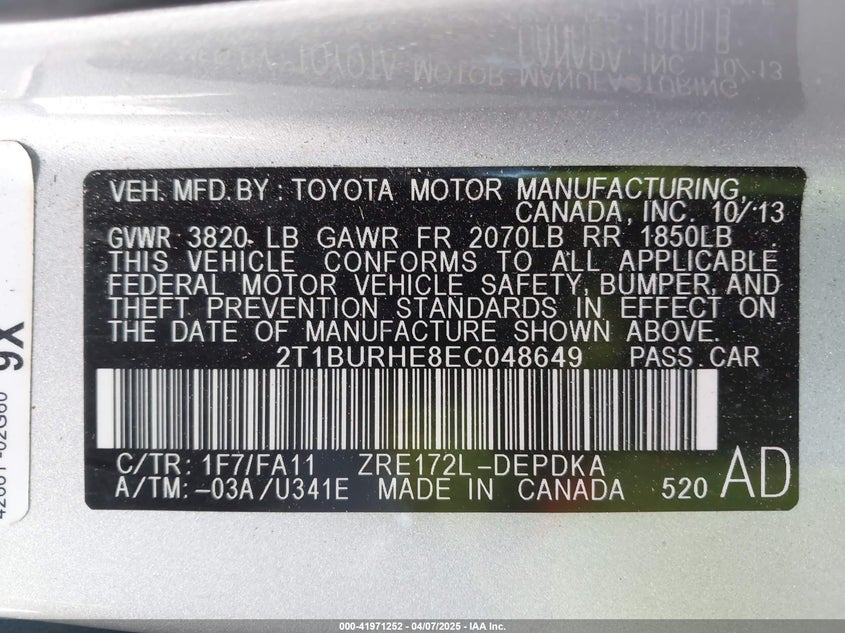 VEH. MFD. BY : TOYOTA MOTOR MANUFACTURING,
CANADA, INC. 10/13
GVWR 3820 LB GAWR FR 2070LB RR 1850LB
THIS VEHICLE CONFORMS TO ALL APPLICABLE
FEDERAL MOTOR VEHICLE SAFETY, BUMPER, AND
THEFT PREVENTION STANDARDS IN EFFECT ON
THE DATE OF MANUFACTURE SHOWN ABOVE.
2T1BURHE8EC048649 PASS CAR
C/TR: 1F7/FA11 ZRE172L-DEPDKA
A/TM: -03A/U341E MADE IN CANADA 520 AD
42661-02G60 9X
000-41971252 | 04/07/2025 | IAA Inc.